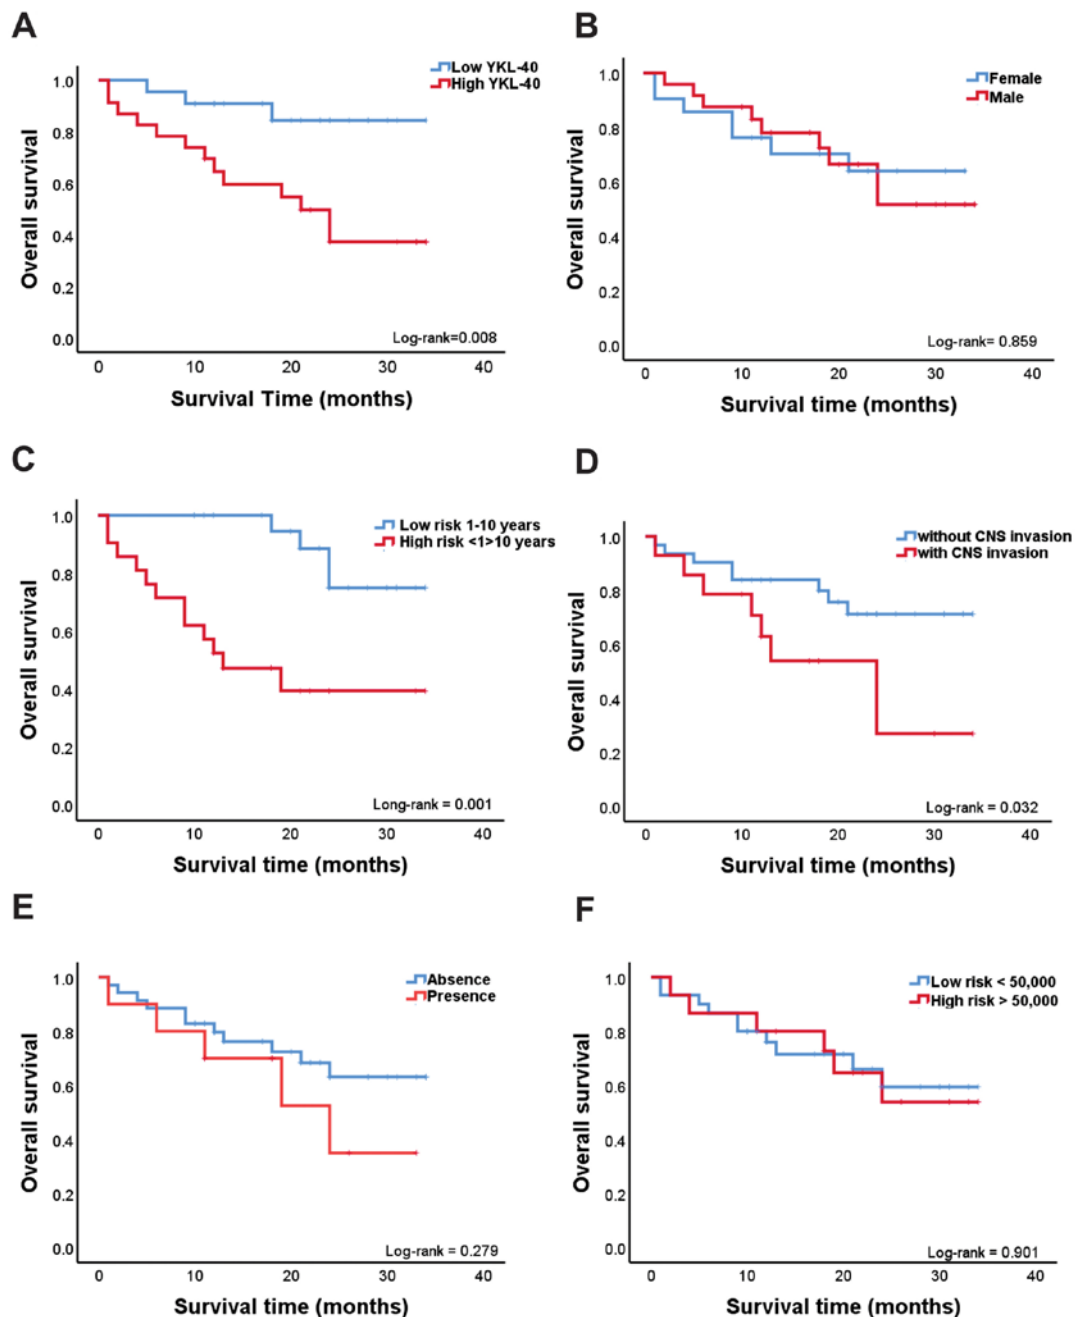 A
Low YKL-40
High YKL-40
1.0
0.8
0.6
0.4
0.2
0.0
Overall survival
Log-rank=0.008
0 10 20 30 40
Survival Time (months)
B
Female
Male
1.0
0.8
0.6
0.4
0.2
0.0
Overall survival
Log-rank= 0.859
0 10 20 30 40
Survival time (months)
C
Low risk 1-10 years
High risk <1>10 years
1.0
0.8
0.6
0.4
0.2
0.0
Overall survival
Long-rank = 0.001
0 10 20 30 40
Survival time (months)
D
without CNS invasion
with CNS invasion
1.0
0.8
0.6
0.4
0.2
0.0
Overall survival
Log-rank = 0.032
0 10 20 30 40
Survival time (months)
E
Absence
Presence
1.0
0.8
0.6
0.4
0.2
0.0
Overall survival
Log-rank = 0.279
0 10 20 30 40
Survival time (months)
F
Low risk < 50,000
High risk > 50,000
1.0
0.8
0.6
0.4
0.2
0.0
Overall survival
Log-rank = 0.901
0 10 20 30 40
Survival time (months)